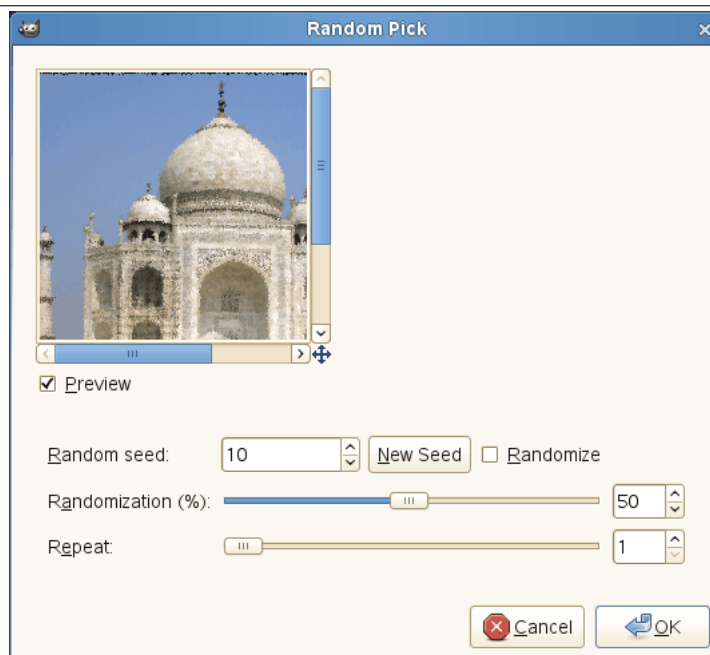 Random Pick
Preview
Random seed: 10 New Seed Randomize
Randomization (%): 50
Repeat: 1
Cancel OK